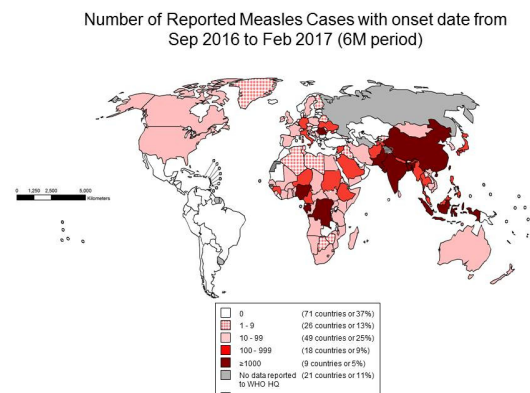 Number of Reported Measles Cases with onset date from
Sep 2016 to Feb 2017 (6M period)
0 1,250 2,500 5,000
Kilometers
0 (71 countries or 37%)
1 - 9 (26 countries or 13%)
10 - 99 (49 countries or 25%)
100 - 999 (18 countries or 9%)
≥1000 (9 countries or 5%)
No data reported (21 countries or 11%)
to WHO HQ